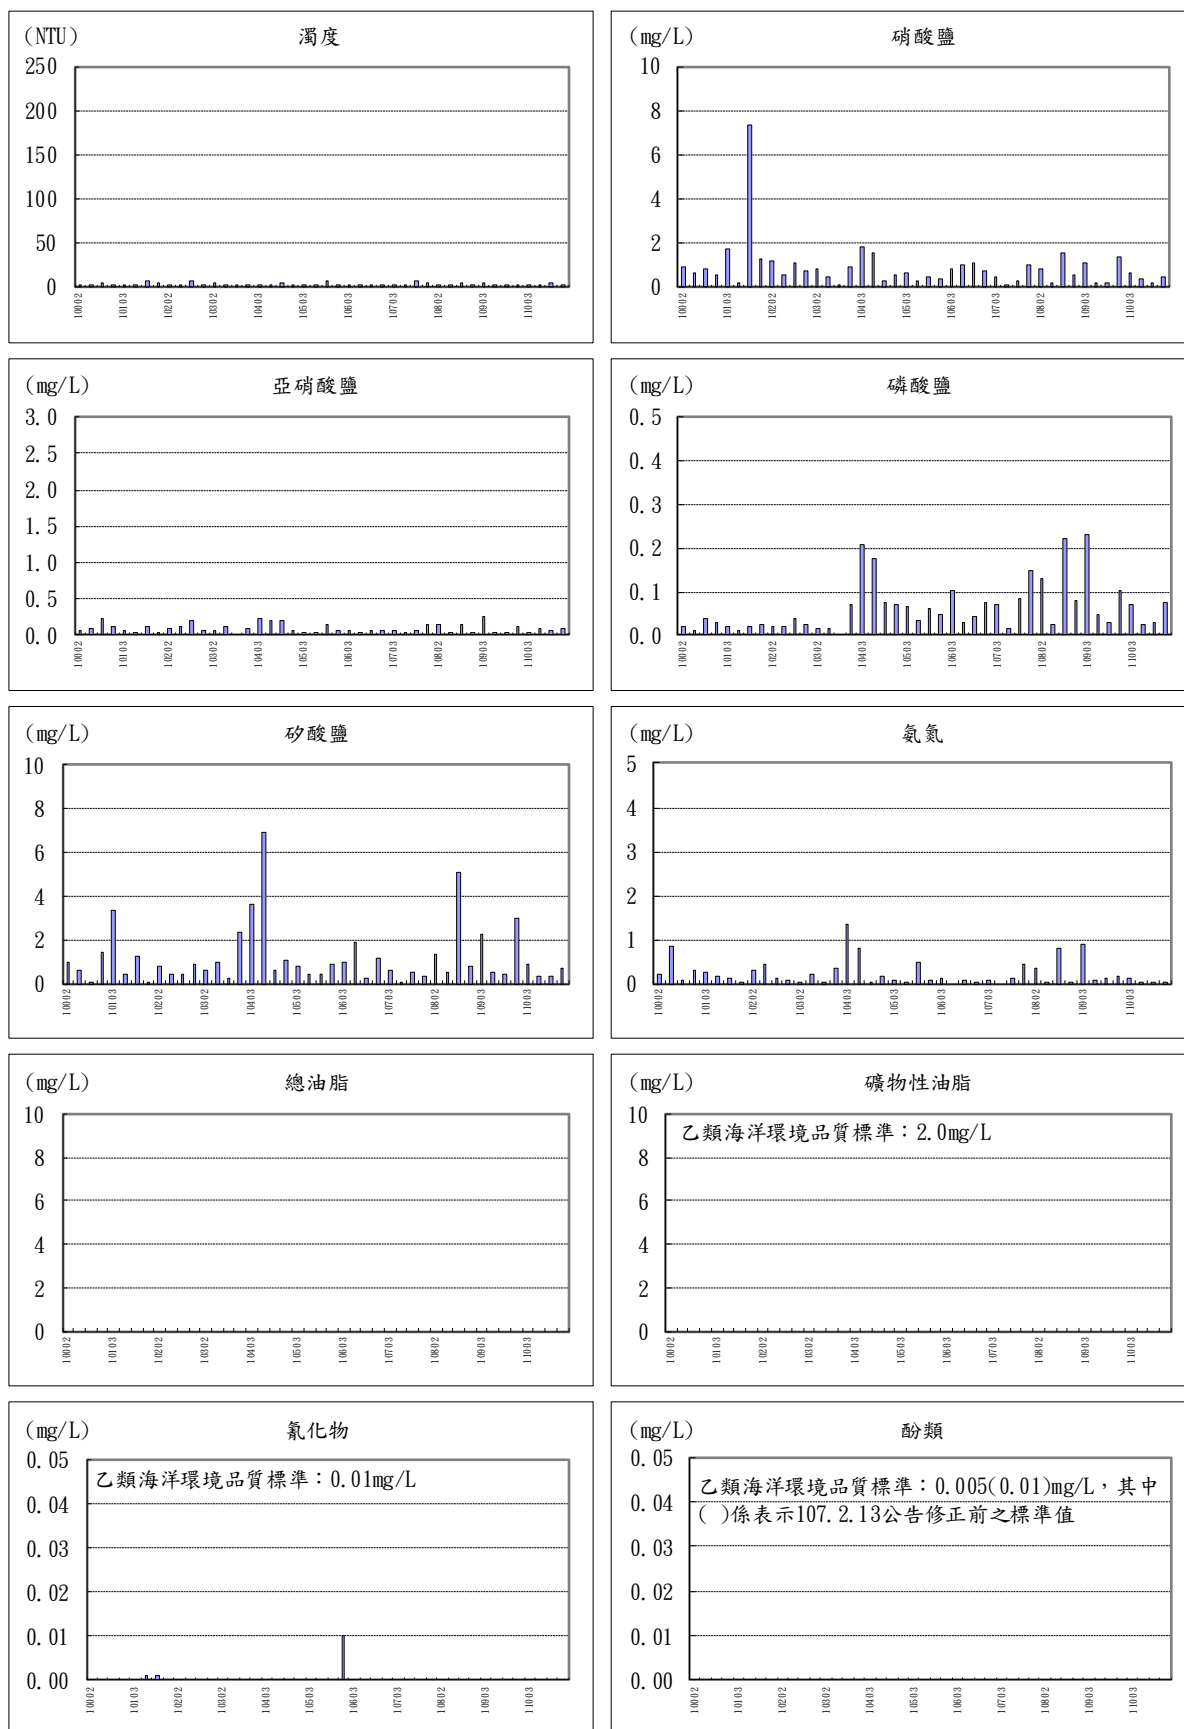 (NTU) 濁度
250
200
150
100
50
0
10002 10103 10202 10302 10403 10503 10603 10703 10802 10903 11003
(mg/L) 硝酸鹽
10
8
6
4
2
0
10002 10103 10202 10302 10403 10503 10603 10703 10802 10903 11003
(mg/L) 亞硝酸鹽
3.0
2.5
2.0
1.5
1.0
0.5
0.0
10002 10103 10202 10302 10403 10503 10603 10703 10802 10903 11003
(mg/L) 磷酸鹽
0.5
0.4
0.3
0.2
0.1
0.0
10002 10103 10202 10302 10403 10503 10603 10703 10802 10903 11003
(mg/L) 矽酸鹽
10
8
6
4
2
0
10002 10103 10202 10302 10403 10503 10603 10703 10802 10903 11003
(mg/L) 氨氮
5
4
3
2
1
0
10002 10103 10202 10302 10403 10503 10603 10703 10802 10903 11003
(mg/L) 總油脂
10
8
6
4
2
0
10002 10103 10202 10302 10403 10503 10603 10703 10802 10903 11003
(mg/L) 礦物性油脂
10
乙類海洋環境品質標準：2.0mg/L
8
6
4
2
0
10002 10103 10202 10302 10403 10503 10603 10703 10802 10903 11003
(mg/L) 氰化物
0.05
乙類海洋環境品質標準：0.01mg/L
0.04
0.03
0.02
0.01
0.00
10002 10103 10202 10302 10403 10503 10603 10703 10802 10903 11003
(mg/L) 酚類
0.05
乙類海洋環境品質標準：0.005(0.01)mg/L，其中
( )係表示107.2.13公告修正前之標準值
0.04
0.03
0.02
0.01
0.00
10002 10103 10202 10302 10403 10503 10603 10703 10802 10903 11003